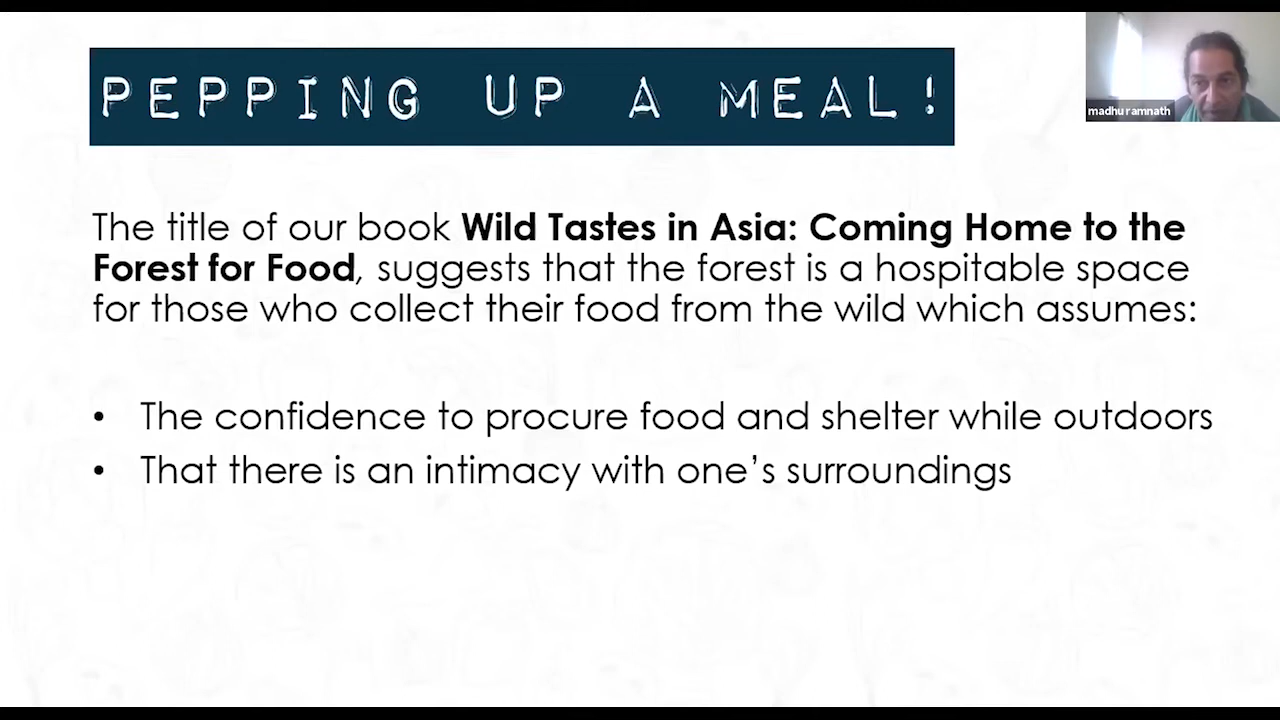 PEPPING UP A MEAL!
madhu ramnath
The title of our book Wild Tastes in Asia: Coming Home to the
Forest for Food, suggests that the forest is a hospitable space
for those who collect their food from the wild which assumes:
• The confidence to procure food and shelter while outdoors
• That there is an intimacy with one's surroundings